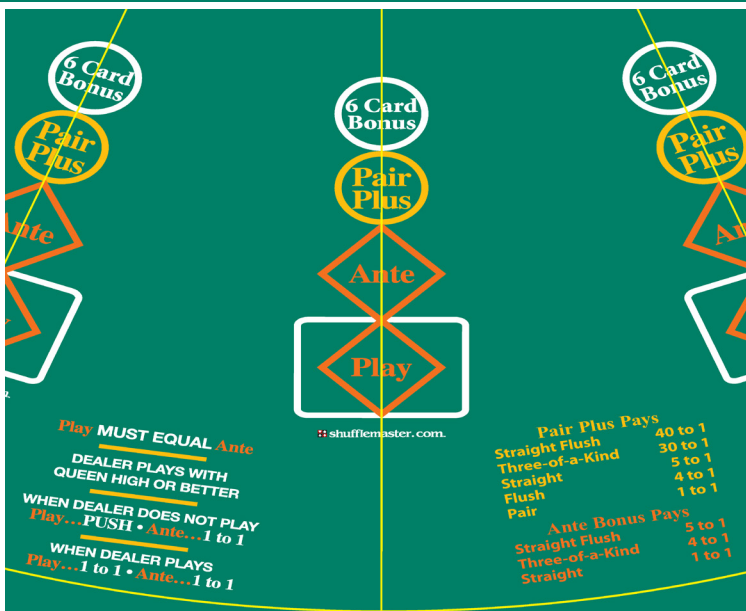 6 Card
Bonus
Pair
Plus
Ante
6 Card
Bonus
Pair
Plus
Ante
Play
shufflemaster.com.
6 Card
Bonus
Pair
Plus
Play MUST EQUAL Ante
DEALER PLAYS WITH
QUEEN HIGH OR BETTER
WHEN DEALER DOES NOT PLAY
Play...PUSH • Ante...1 to 1
WHEN DEALER PLAYS
Play...1 to 1 • Ante...1 to 1
Pair Plus Pays
Straight Flush 40 to 1
Three-of-a-Kind 30 to 1
Straight 5 to 1
Flush 4 to 1
Pair 1 to 1
Ante Bonus Pays
Straight Flush 5 to 1
Three-of-a-Kind 4 to 1
Straight 1 to 1